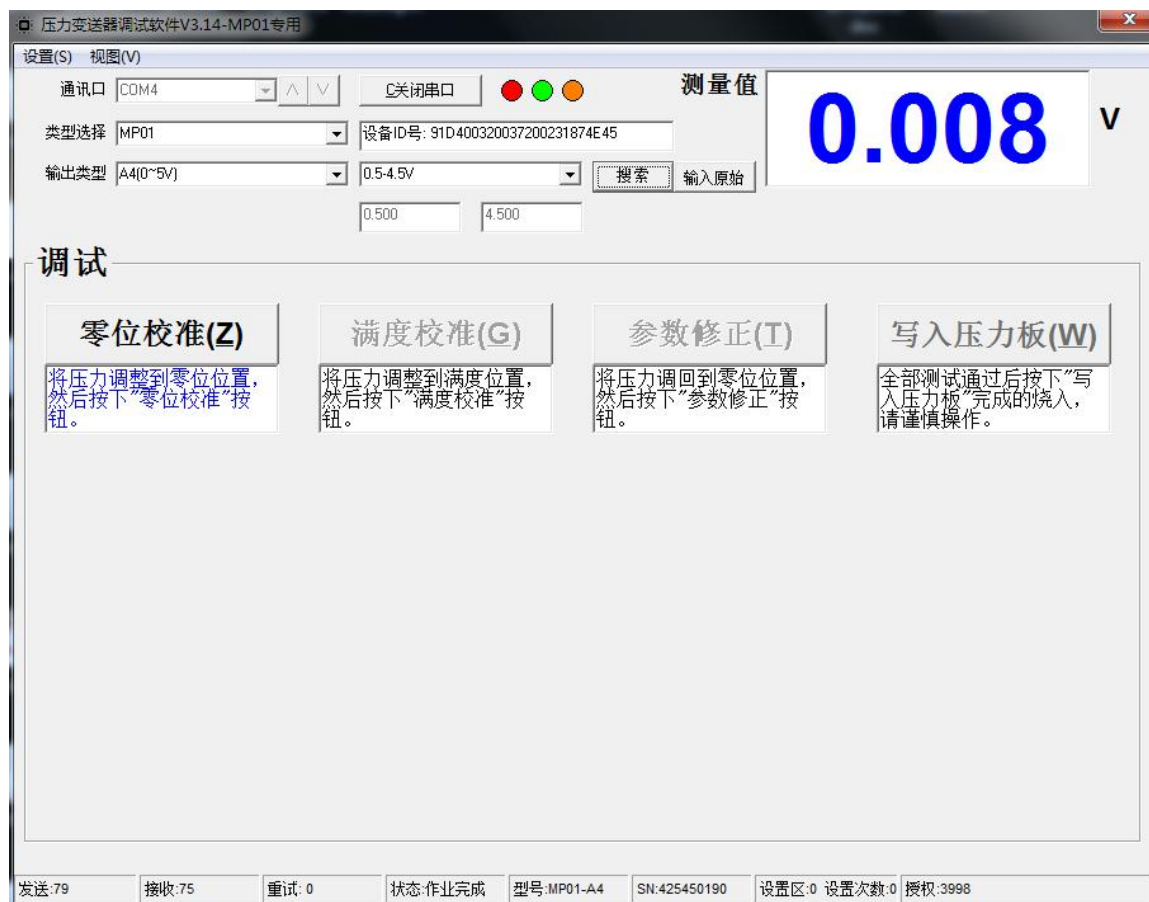 压力变送器调试软件V3.14-MP01专用
设置(S) 视图(V)
通讯口 COM4 C关闭串口 测量值 0.008 V
类型选择 MP01 设备ID号: 91D400320037200231874E45
输出类型 A4(0~5V) 0.5-4.5V 搜索 输入原始
0.500 4.500
调试
零位校准(Z) 满度校准(G) 参数修正(T) 写入压力板(W)
将压力调整到零位位置,
然后按下"零位校准"按
钮。
将压力调整到满度位置,
然后按下"满度校准"按
钮。
将压力调回到零位位置,
然后按下"参数修正"按
钮。
全部测试通过后按下"写
入压力板"完成的烧入,
请谨慎操作。
发送:79 接收:75 重试: 0 状态:作业完成 型号:MP01-A4 SN:425450190 设置区:0 设置次数:0 授权:3998